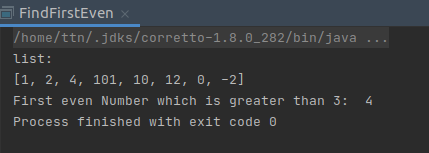 FindFirstEven ×
/home/ttn/.jdks/corretto-1.8.0_282/bin/java ...
list:
[1, 2, 4, 101, 10, 12, 0, -2]
First even Number which is greater than 3:  4
Process finished with exit code 0